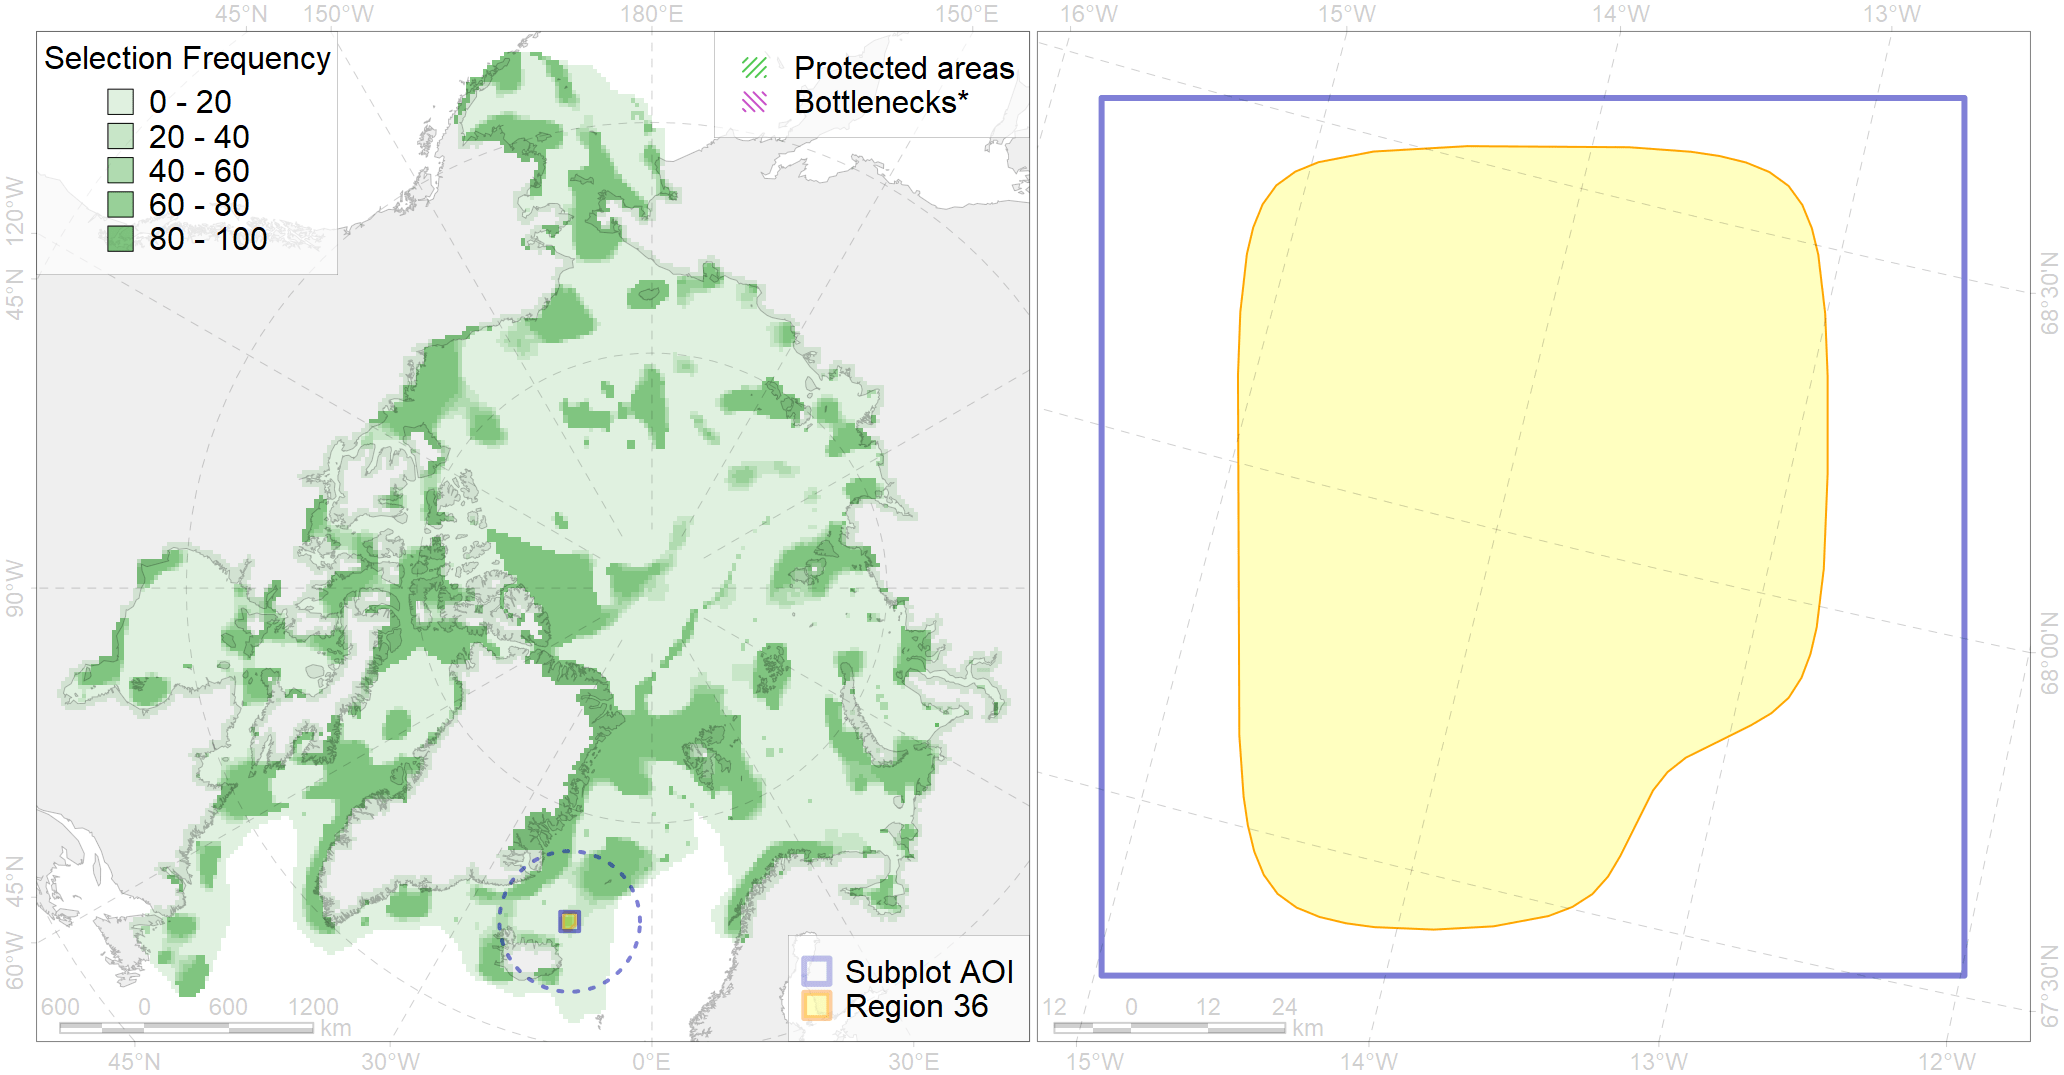 45°N 150°W 180°E 150°E 16°W 15°W 14°W 13°W
Selection Frequency
0 - 20
20 - 40
40 - 60
60 - 80
80 - 100
Protected areas
Bottlenecks*
120°W
45°N
90°W
45°N
60°W
68°30'N
68°00'N
67°30'N
Subplot AOI
Region 36
600 0 600 1200
km
12 0 12 24
km
45°N 30°W 0°E 30°E 15°W 14°W 13°W 12°W